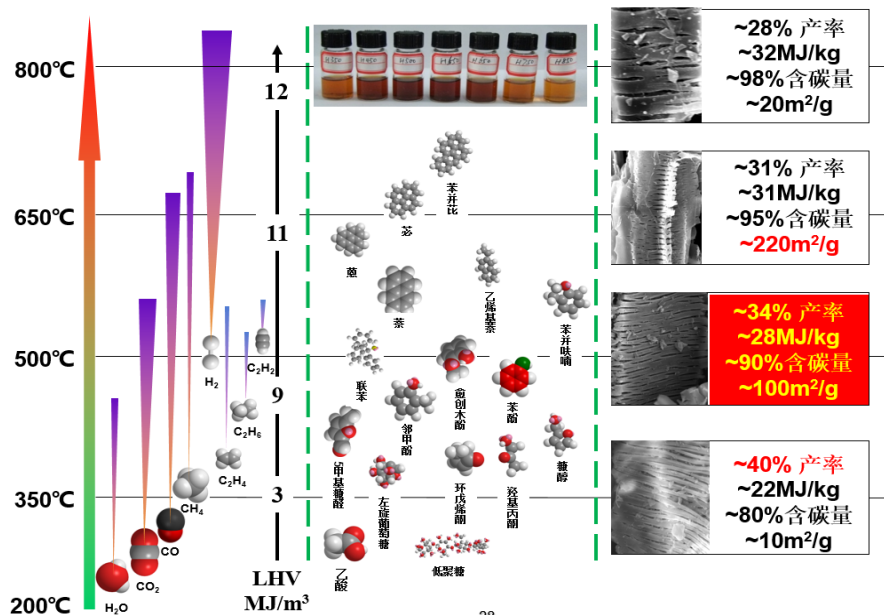 800℃
650℃
500℃
350℃
200℃
H₂O
CO₂
CO
CH₄
C₂H₄
C₂H₆
H₂
C₂H₂
12
11
9
3
LHV
MJ/m³
苯并芘
苾
蒽
萘
乙烯基萘
苯并呋喃
联苯
邻甲酚
愈创木酚
苯酚
5甲基糠醛
左旋葡萄糖
环戊烯酮
羟基丙酮
糠醇
乙酸
低聚糖
~28% 产率
~32MJ/kg
~98%含碳量
~20m²/g
~31% 产率
~31MJ/kg
~95%含碳量
~220m²/g
~34% 产率
~28MJ/kg
~90%含碳量
~100m²/g
~40% 产率
~22MJ/kg
~80%含碳量
~10m²/g